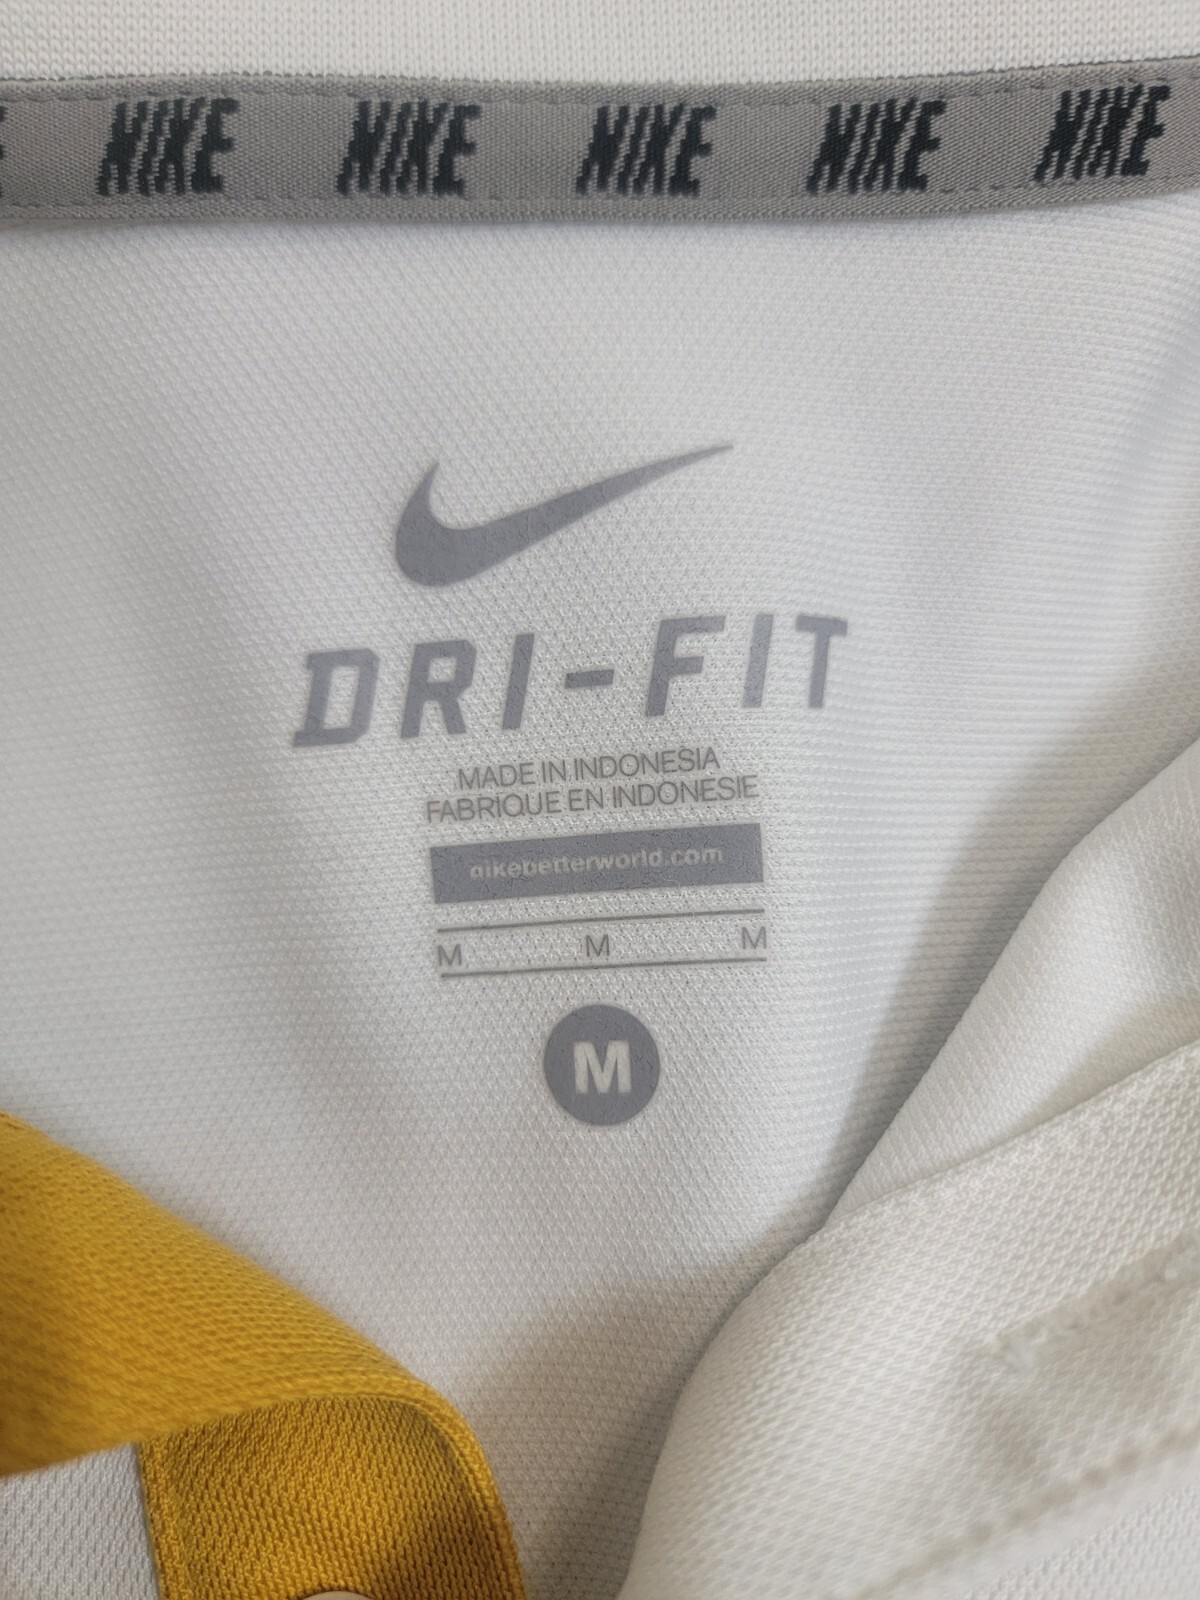 NIKE NIKE NIKE NIKE NIKE
DRI-FIT
MADE IN INDONESIA
FABRIQUE EN INDONESIE
nikebetterworld.com
M M M
M